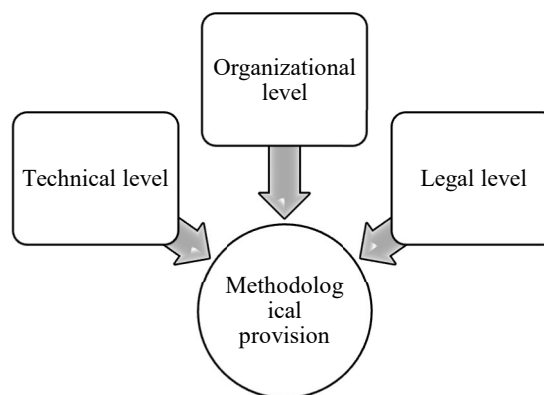 Organizational
level
Technical level
Legal level
Methodolog
ical
provision